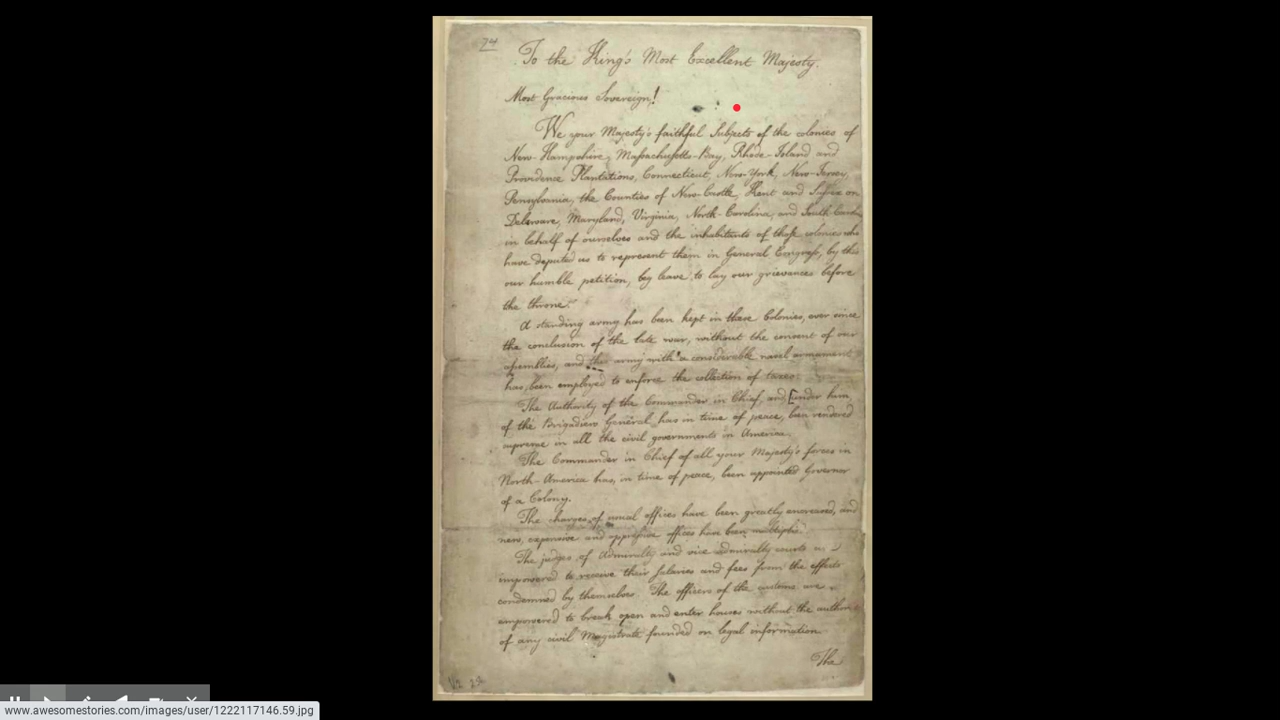 74
To the King's Most Excellent Majesty.
Most Gracious Sovereign!
We your Majesty's faithful Subjects of the colonies of
New-Hampshire, Massachusetts-Bay, Rhode-Island and
Providence Plantations, Connecticut, New-York, New-Jersey,
Pensylvania, the Counties of New-Castle, Kent and Sussex on
Delaware, Maryland, Virginia, North-Carolina, and South
in behalf of ourselves and the inhabitants of those colonies who
have deputed us to represent them in General Congress, by this
our humble petition, beg leave to lay our grievances before
the throne.
A standing army has been kept in these Colonies, ever since
the conclusion of the late war, without the consent of our
assemblies, and this army with a considerable naval armament
has been employed to enforce the collection of taxes.
The Authority of the Commander in Chief, and, [under him,
of the Brigadiers General has in time of peace, been rendered
supreme in all the civil governments in America.
The Commander in Chief of all your Majesty's forces in
North-America has, in time of peace, been appointed Governor
of a Colony.
The charges of usual offices have been greatly encreased, and
new, expensive and oppressive offices have been
The judges of Admiralty and vice admiralty courts
empowered to receive their salaries and fees from the effects
condemned by themselves. The officers of the customs are
empowered to break open and enter houses without the
of any civil Magistrate founded on legal information.
The
www.awesomestories.com/images/user/1222117146.59.jpg